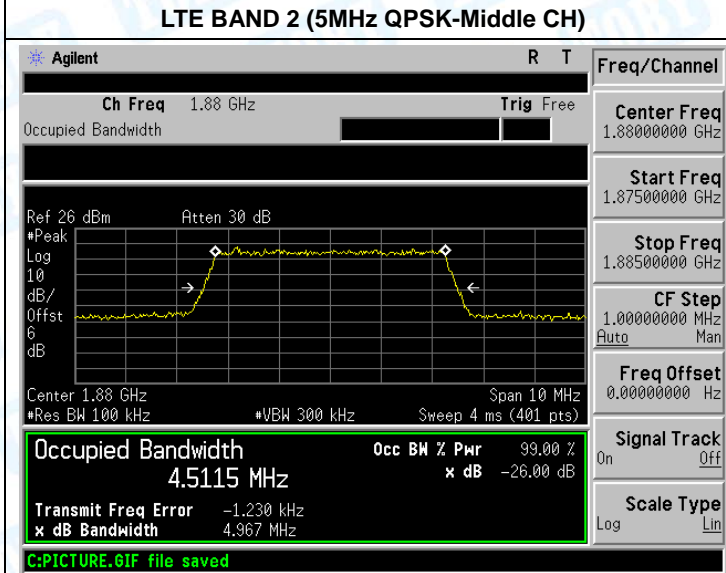 LTE BAND 2 (5MHz QPSK-Middle CH)
Agilent R T
Freq/Channel
Ch Freq 1.88 GHz Trig Free
Occupied Bandwidth
Center Freq
1.88000000 GHz
Start Freq
1.87500000 GHz
Stop Freq
1.88500000 GHz
CF Step
1.00000000 MHz
Auto Man
Freq Offset
0.00000000 Hz
Signal Track
On Off
Scale Type
Log Lin
Ref 26 dBm Atten 30 dB
#Peak
Log
10
dB/
Offst
6
dB
Center 1.88 GHz Span 10 MHz
#Res BW 100 kHz #VBW 300 kHz Sweep 4 ms (401 pts)
Occupied Bandwidth Occ BW % Pwr 99.00 %
4.5115 MHz x dB -26.00 dB
Transmit Freq Error -1.230 kHz
x dB Bandwidth 4.967 MHz
C:PICTURE.GIF file saved